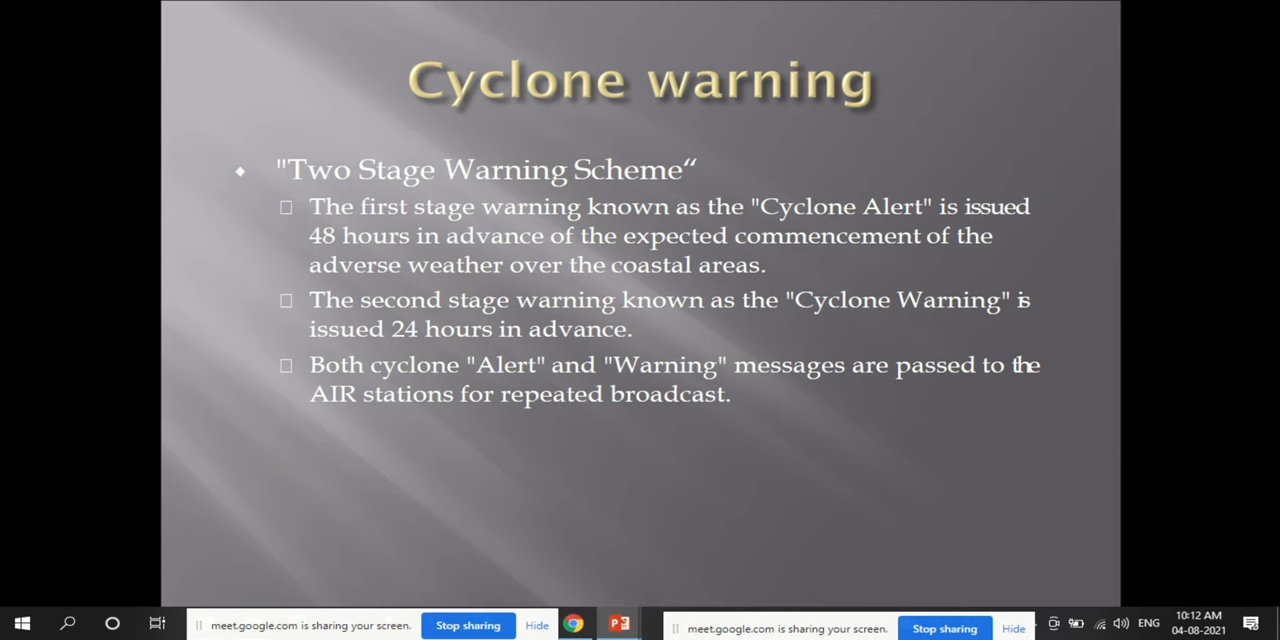 Cyclone warning
"Two Stage Warning Scheme“
The first stage warning known as the "Cyclone Alert" is issued
48 hours in advance of the expected commencement of the
adverse weather over the coastal areas.
The second stage warning known as the "Cyclone Warning" is
issued 24 hours in advance.
Both cyclone "Alert" and "Warning" messages are passed to the
AIR stations for repeated broadcast.
meet.google.com is sharing your screen. Stop sharing Hide
meet.google.com is sharing your screen. Stop sharing Hide
ENG
10:12 AM
04-08-2021